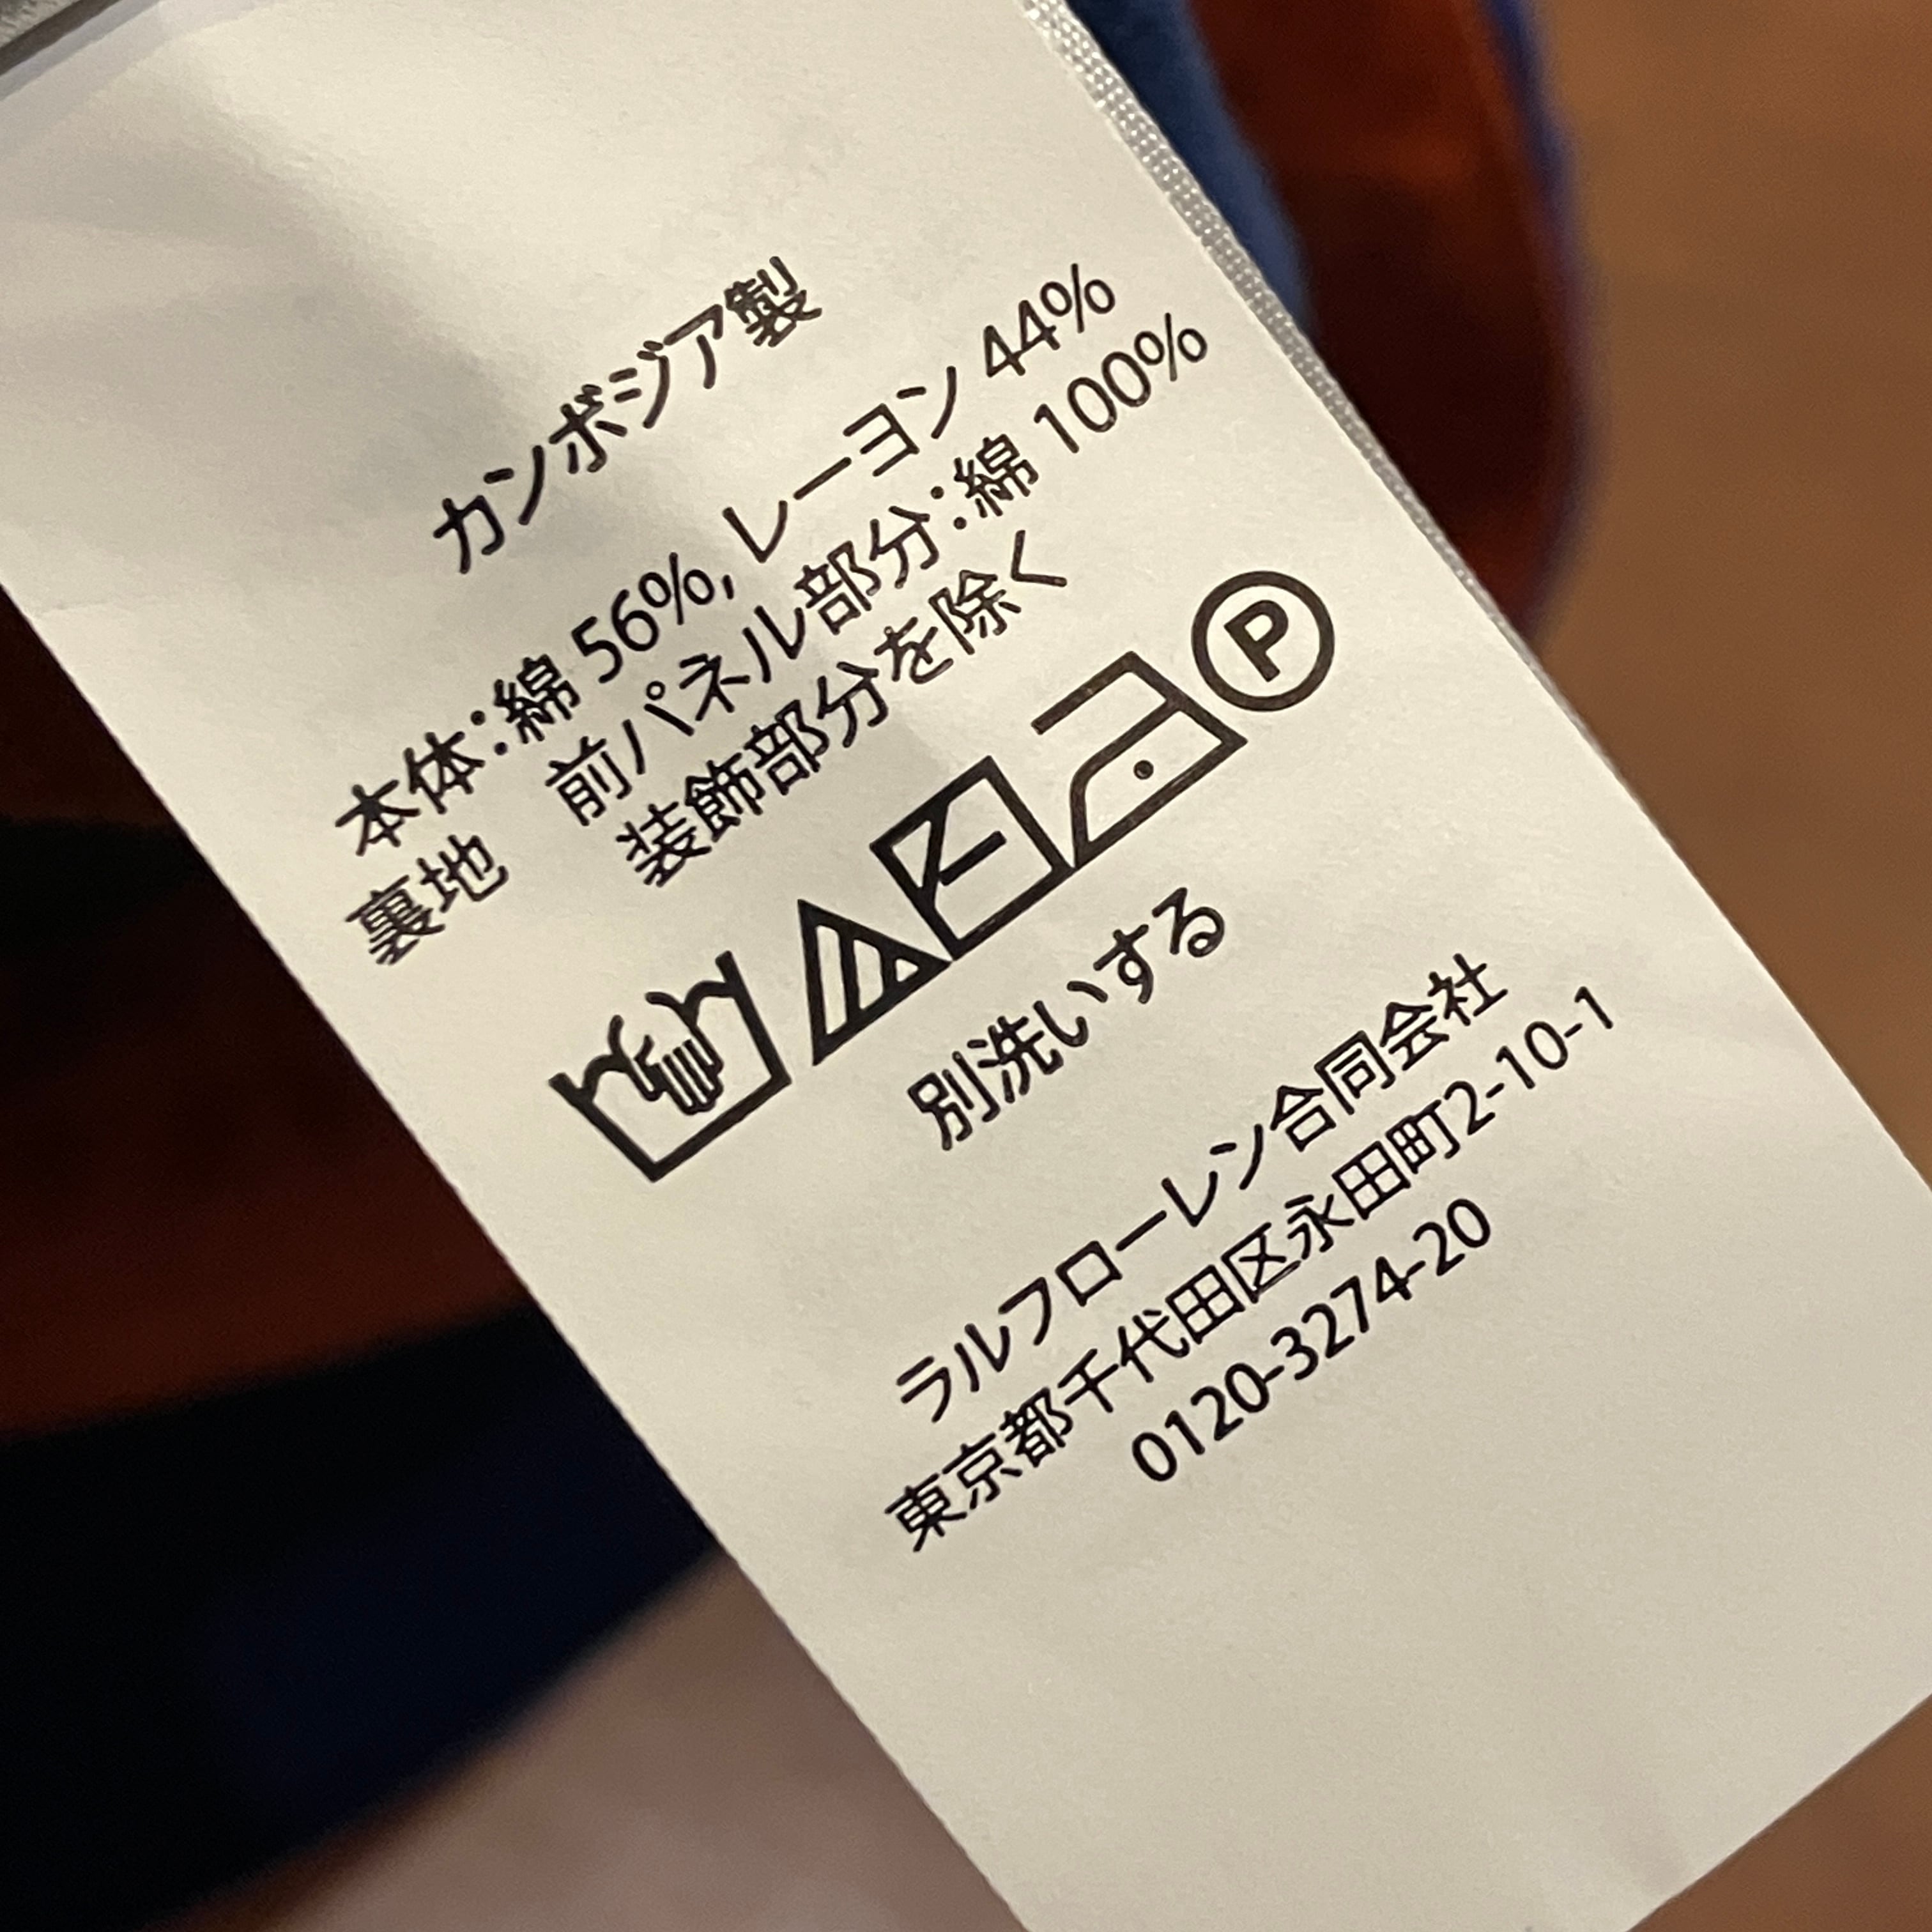 カンボジア製
本体:綿 56%, レーヨン 44%
裏地 前パネル部分:綿 100%
装飾部分を除く
P
別洗いする
ラルフローレン合同会社
東京都千代田区永田町2-10-1
0120-3274-20